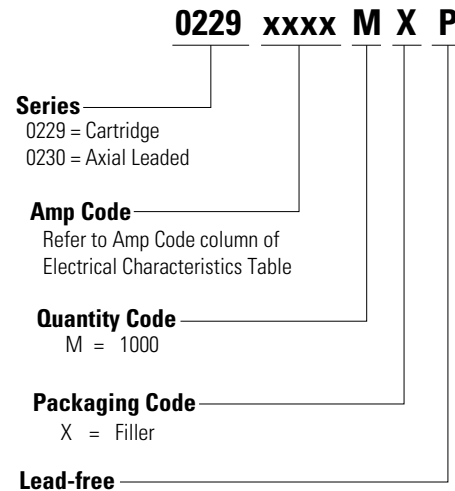 0229 xxxx M X P
Series
0229 = Cartridge
0230 = Axial Leaded
Amp Code
Refer to Amp Code column of
Electrical Characteristics Table
Quantity Code
M = 1000
Packaging Code
X = Filler
Lead-free